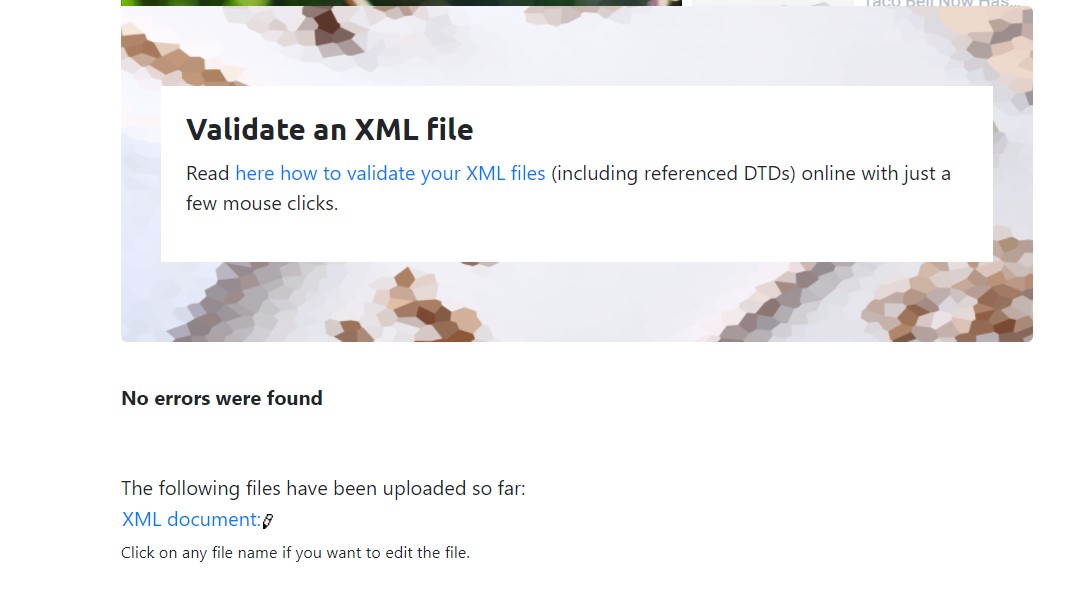 Taco Bell Now Has...
Validate an XML file
Read here how to validate your XML files (including referenced DTDs) online with just a
few mouse clicks.
No errors were found
The following files have been uploaded so far:
XML document:
Click on any file name if you want to edit the file.